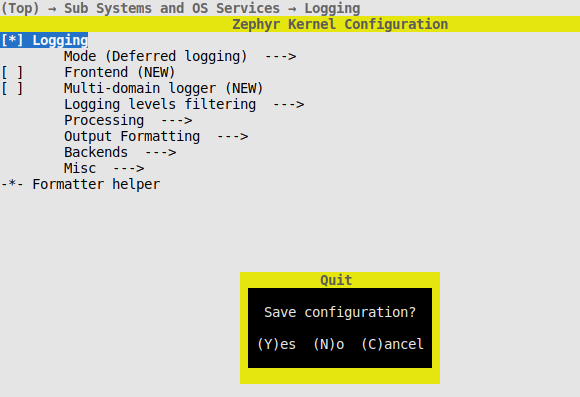 (Top) → Sub Systems and OS Services → Logging
Zephyr Kernel Configuration
[*] Logging
Mode (Deferred logging)  --->
[ ]     Frontend (NEW)
[ ]     Multi-domain logger (NEW)
Logging levels filtering  --->
Processing  --->
Output Formatting  --->
Backends  --->
Misc  --->
-*- Formatter helper
Quit
Save configuration?
(Y)es  (N)o  (C)ancel